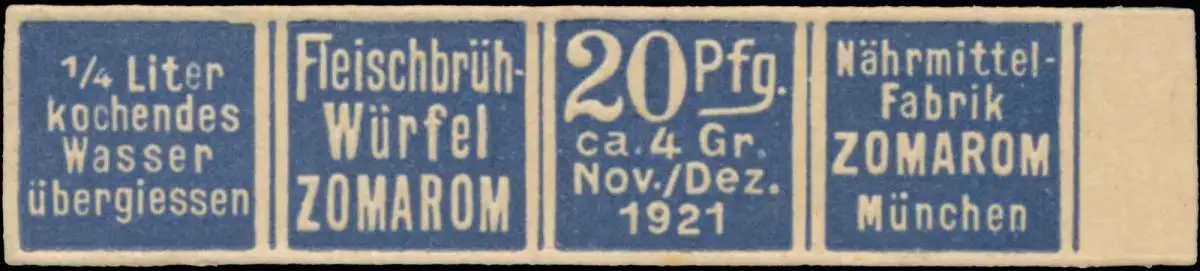 1/4 Liter
kochendes
Wasser
übergiessen
Fleischbrüh-
Würfel
ZOMAROM
20 Pfg.
ca. 4 Gr.
Nov./Dez.
1921
Nährmittel-
Fabrik
ZOMAROM
München